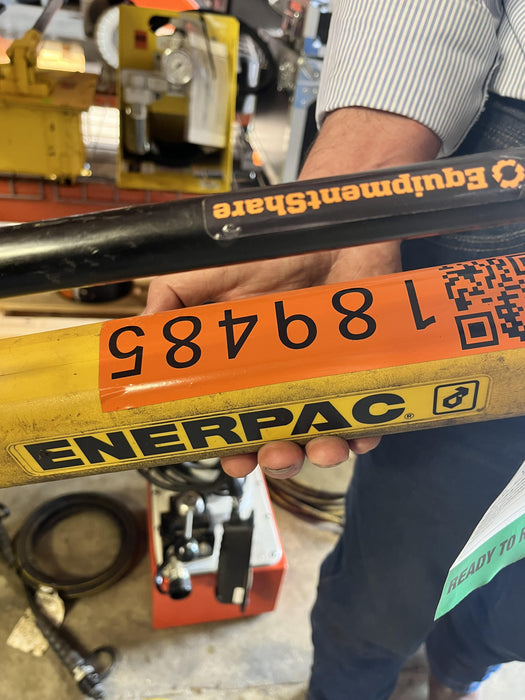 EquipmentShare
189485
ENERPAC®
READY TO